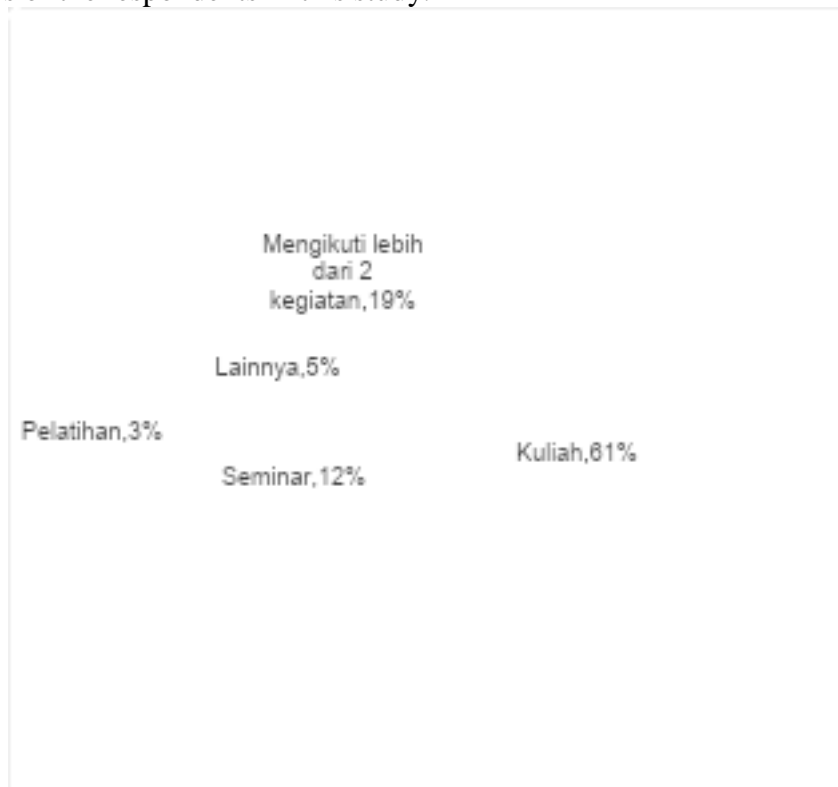 Mengikuti lebih
dari 2
kegiatan,19%
Lainnya,5%
Pelatihan,3%
Kuliah,61%
Seminar,12%